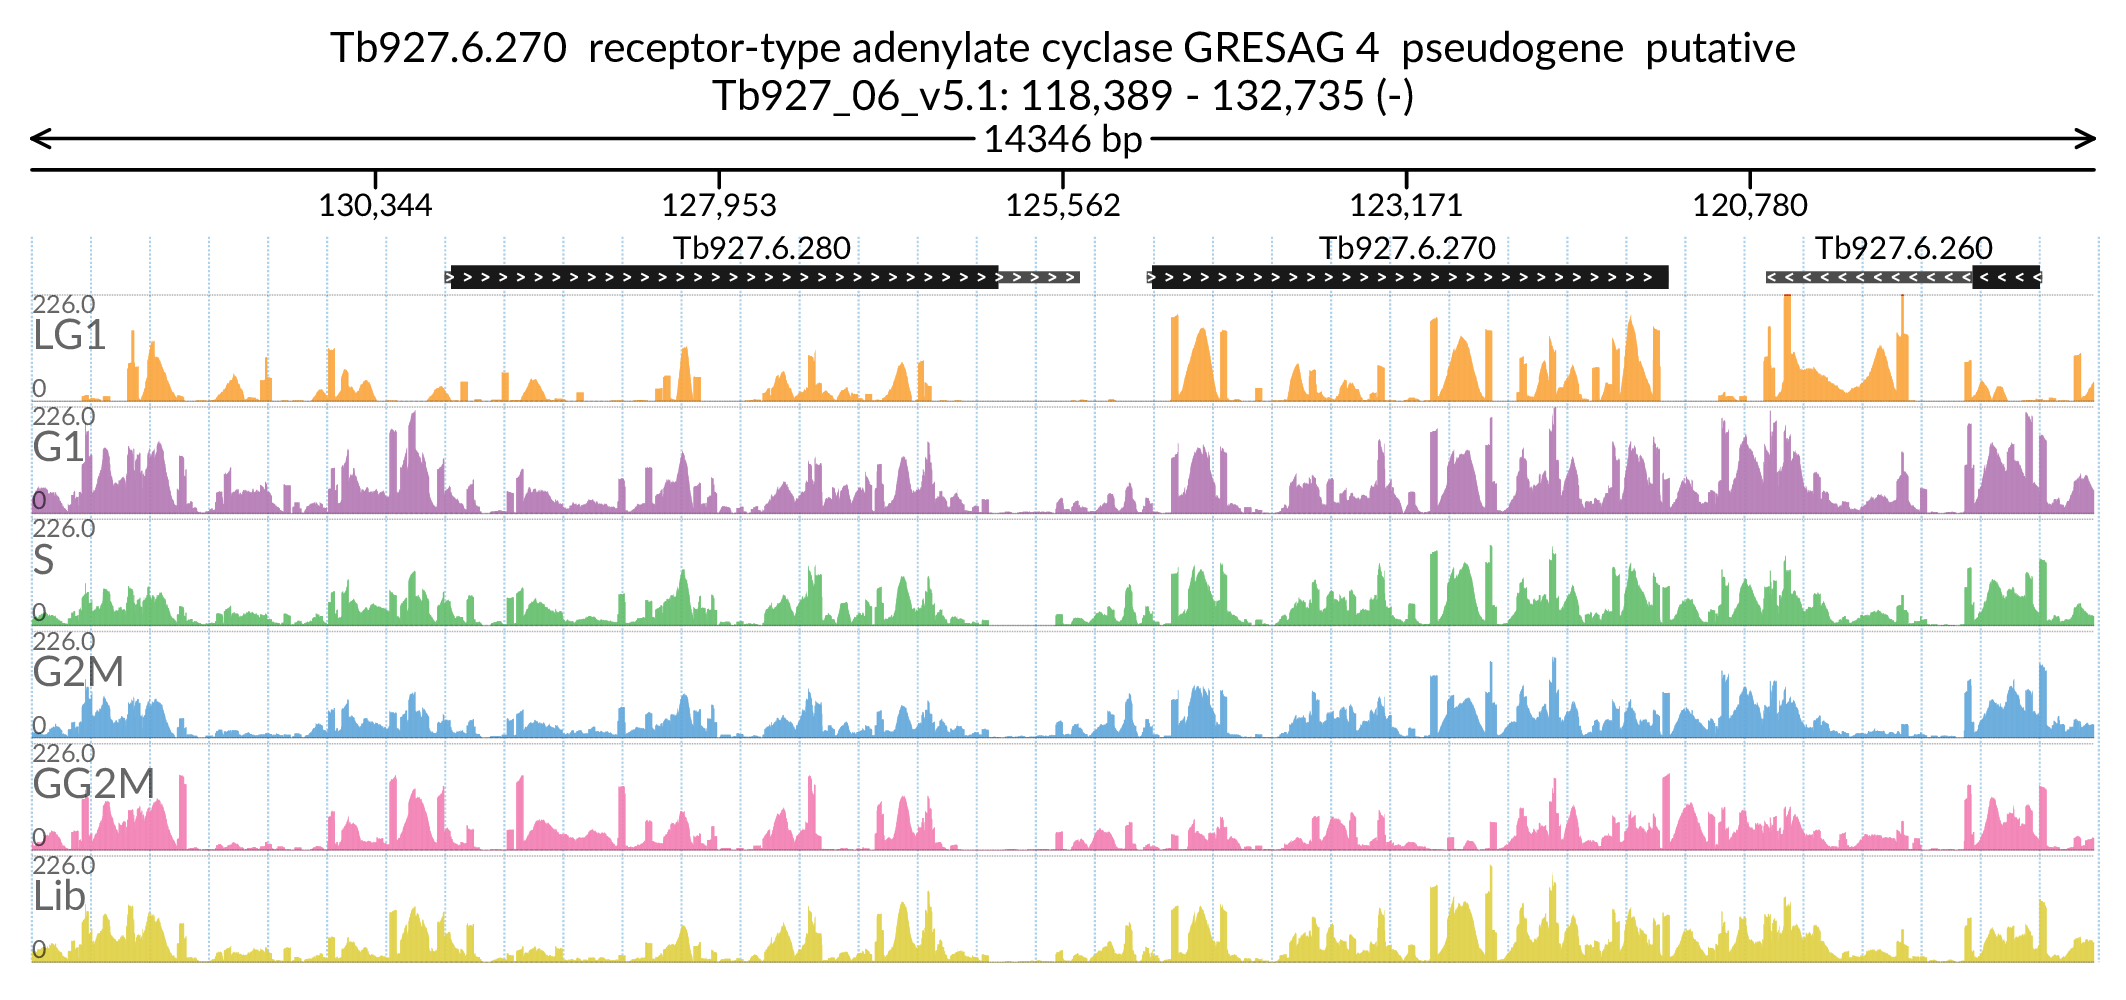 Tb927.6.270 receptor-type adenylate cyclase GRESAG 4 pseudogene putative
Tb927_06_v5.1: 118,389 - 132,735 (-)
14346 bp
130,344 127,953 125,562 123,171 120,780
Tb927.6.280 Tb927.6.270 Tb927.6.260
226.0
LG1
0
226.0
G1
0
226.0
S
0
226.0
G2M
0
226.0
GG2M
0
226.0
Lib
0